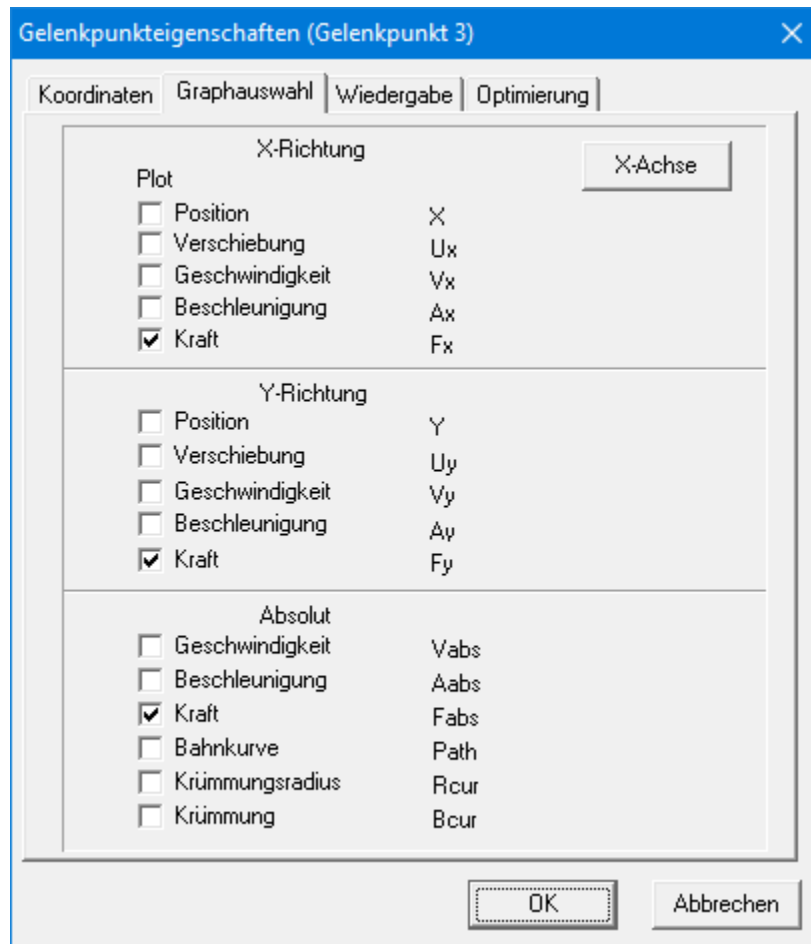 Gelenkpunkteigenschaften (Gelenkpunkt 3)
Koordinaten Graphauswahl Wiedergabe Optimierung
X-Richtung
X-Achse
Plot
Position X
Verschiebung Ux
Geschwindigkeit Vx
Beschleunigung Ax
Kraft Fx
Y-Richtung
Position Y
Verschiebung Uy
Geschwindigkeit Vy
Beschleunigung Ay
Kraft Fy
Absolut
Geschwindigkeit Vabs
Beschleunigung Aabs
Kraft Fabs
Bahnkurve Path
Krümmungsradius Rcur
Krümmung Bcur
OK Abbrechen